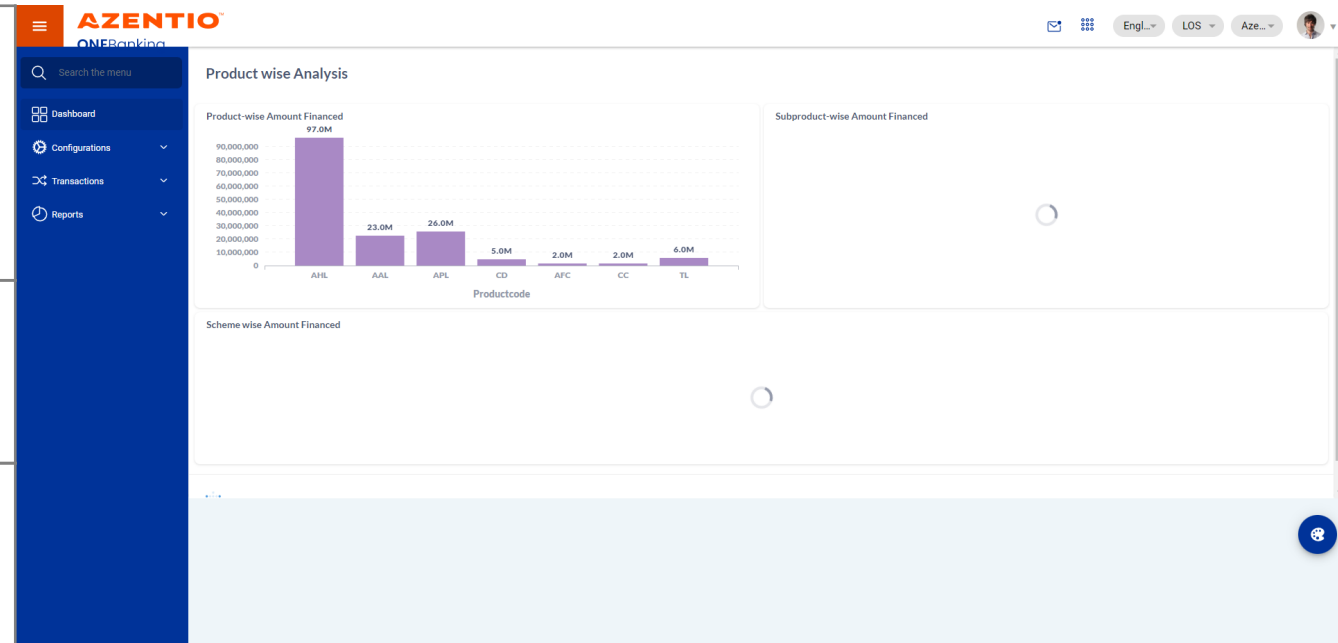 AZENTIO™
ONEBanking
Engl...
LOS
Aze...
Search the menu
Dashboard
Configurations
Transactions
Reports
Product wise Analysis
Product-wise Amount Financed
97.0M
90,000,000
80,000,000
70,000,000
60,000,000
50,000,000
40,000,000
30,000,000
20,000,000
10,000,000
0
23.0M
26.0M
5.0M
2.0M
2.0M
6.0M
AHL AAL APL CD AFC CC TL
Productcode
Subproduct-wise Amount Financed
Scheme wise Amount Financed